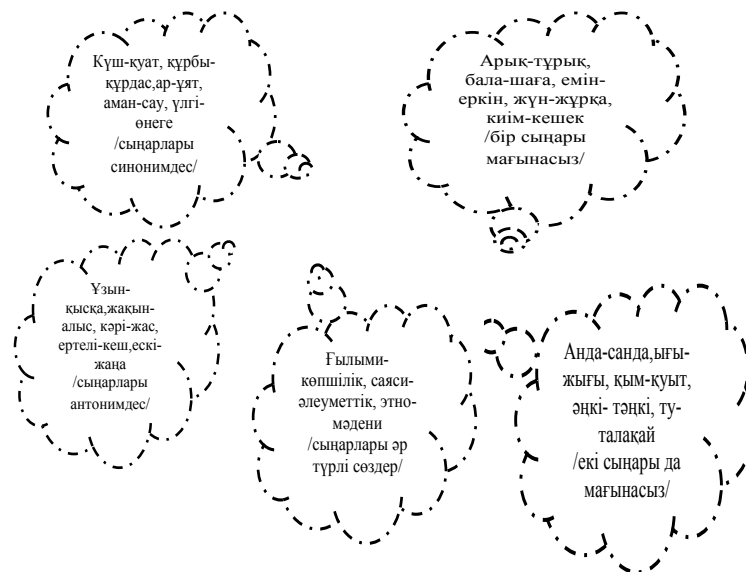 Күш-қуат, құрбы-
құрдас,ар-ұят,
аман-сау, үлгі-
өнеге
/сыңарлары
синонимдес/
Арық-тұрық,
бала-шаға, емін-
еркін, жүн-жұрқа,
киім-кешек
/бір сыңары
мағынасыз/
Ұзын-
қысқа,жақын-
алыс, кәрі-жас,
ертелі-кеш,ескі-
жаңа
/сыңарлары
антонимдес/
Ғылыми-
көпшілік, саяси-
әлеуметтік, этно-
мәдени
/сыңарлары әр
түрлі сөздер/
Анда-санда,ығы-
жығы, қым-қуыт,
әңкі- тәңкі, ту-
талақай
/екі сыңары да
мағынасыз/